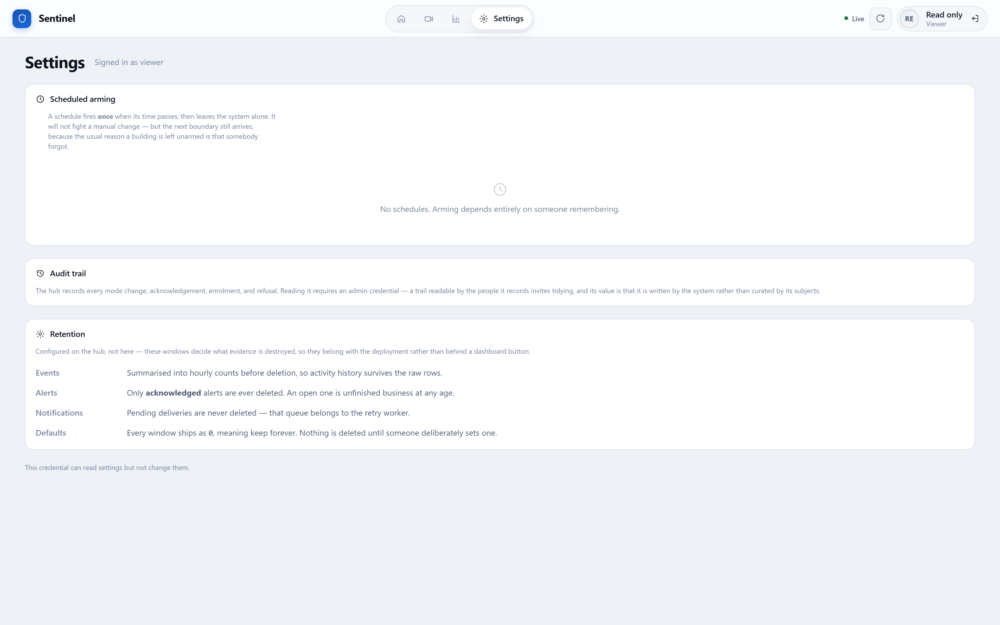 Sentinel
Settings
Live
RE
Read only
Viewer
Settings
Signed in as viewer
Scheduled arming
A schedule fires once when its time passes, then leaves the system alone. It
will not fight a manual change — but the next boundary still arrives,
because the usual reason a building is left unarmed is that somebody
forgot.
No schedules. Arming depends entirely on someone remembering.
Audit trail
The hub records every mode change, acknowledgement, enrolment, and refusal. Reading it requires an admin credential — a trail readable by the people it records invites tidying, and its value is that it is written by the system rather than curated by its subjects.
Retention
Configured on the hub, not here — these windows decide what evidence is destroyed, so they belong with the deployment rather than behind a dashboard button.
Events Summarised into hourly counts before deletion, so activity history survives the raw rows.
Alerts Only acknowledged alerts are ever deleted. An open one is unfinished business at any age.
Notifications Pending deliveries are never deleted — that queue belongs to the retry worker.
Defaults Every window ships as 0, meaning keep forever. Nothing is deleted until someone deliberately sets one.
This credential can read settings but not change them.